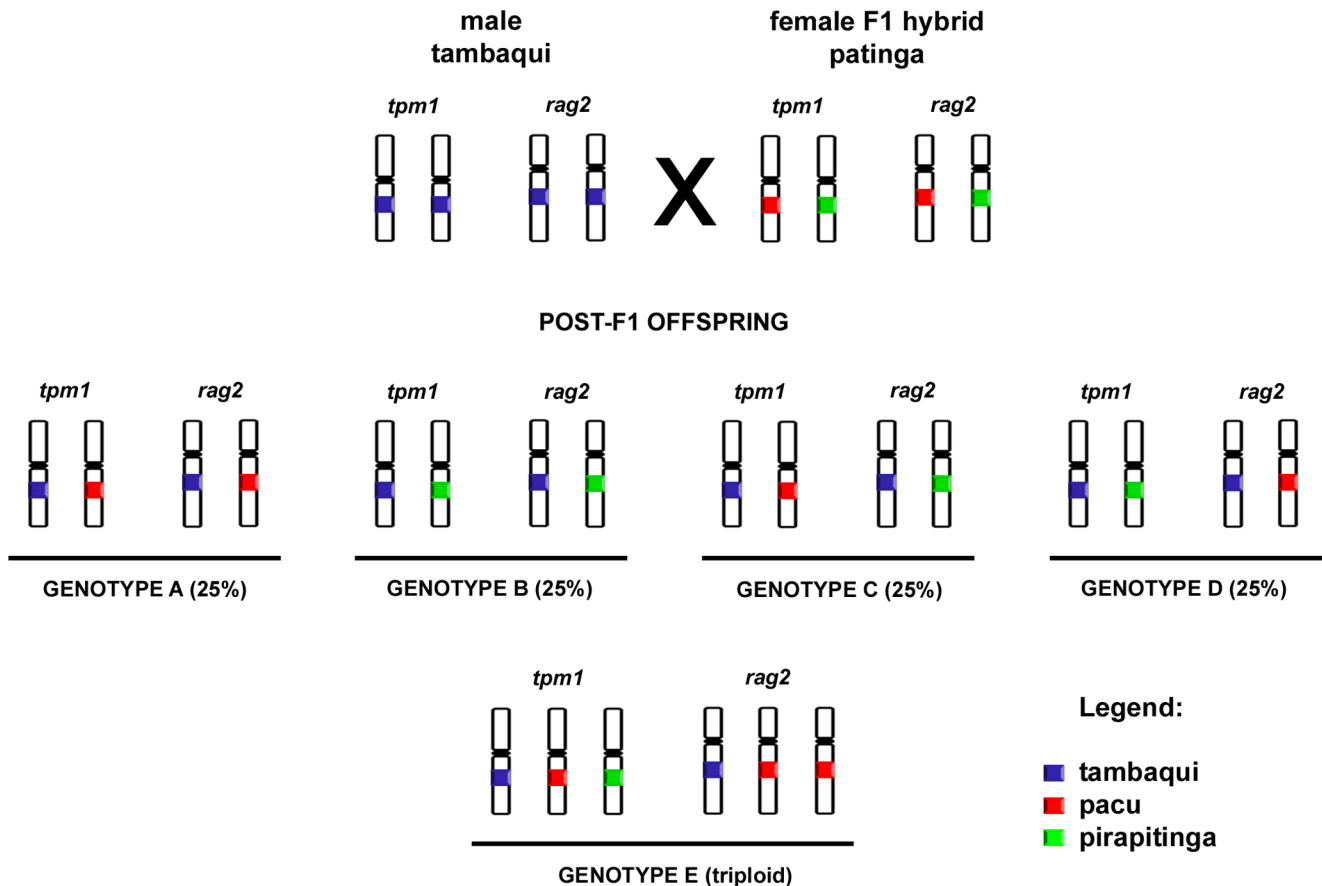 male
tambaqui
female F1 hybrid
patinga
tpm1
rag2
tpm1
rag2
X
POST-F1 OFFSPRING
tpm1
rag2
tpm1
rag2
tpm1
rag2
tpm1
rag2
GENOTYPE A (25%)
GENOTYPE B (25%)
GENOTYPE C (25%)
GENOTYPE D (25%)
tpm1
rag2
GENOTYPE E (triploid)
Legend:
tambaqui
pacu
pirapitinga